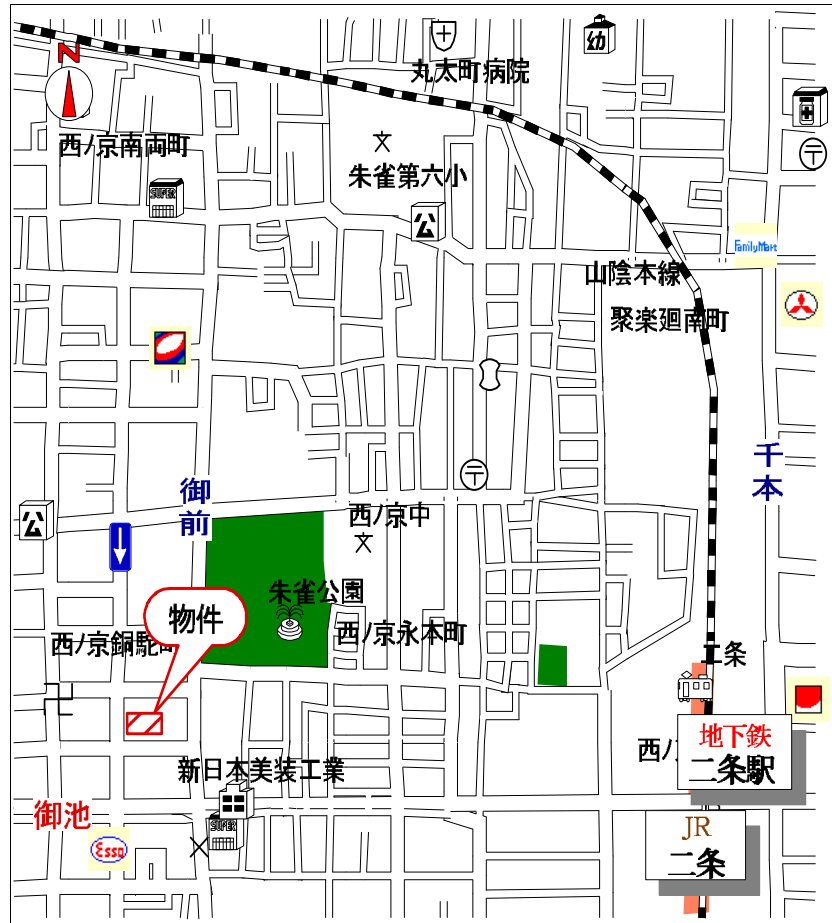 幼
丸太町病院
N
西ノ京南両町
SUPER
朱雀第六小
公
FamilyMart
山陰本線
聚楽廻南町
千本
御前
公
西ノ京中
朱雀公園
物件
西ノ京永本町
西ノ京銅駝町
二条
西ノ
地下鉄
二条駅
新日本美装工業
御池
SUPER
Esso
JR
二条